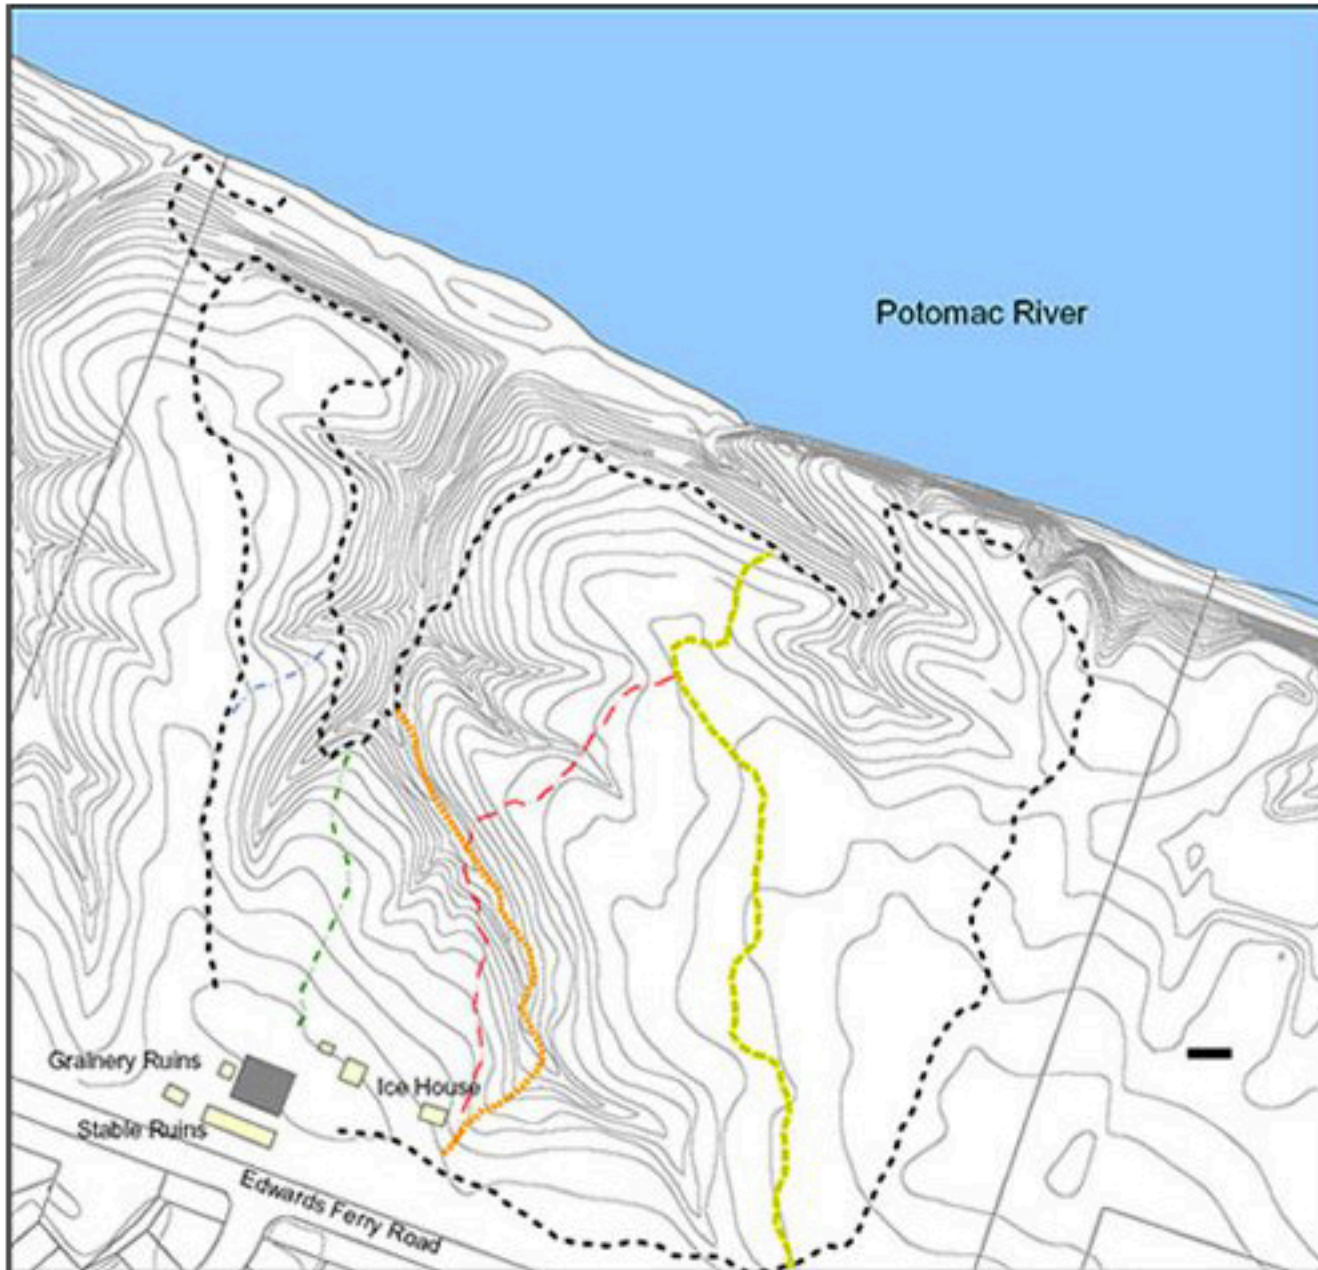 Potomac River
Grainery Ruins
Ice House
Stable Ruins
Edwards Ferry Road